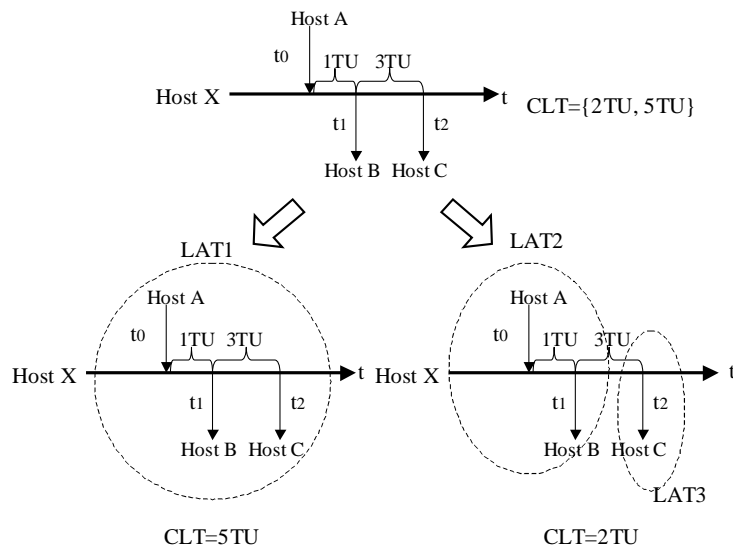 Host A
t0 1TU 3TU
Host X t CLT={2TU, 5TU}
t1 t2
Host B Host C
LAT1 LAT2
Host A Host A
t0 1TU 3TU t0 1TU 3TU
Host X t Host X t
t1 t2 t1 t2
Host B Host C Host B Host C
LAT3
CLT=5TU CLT=2TU